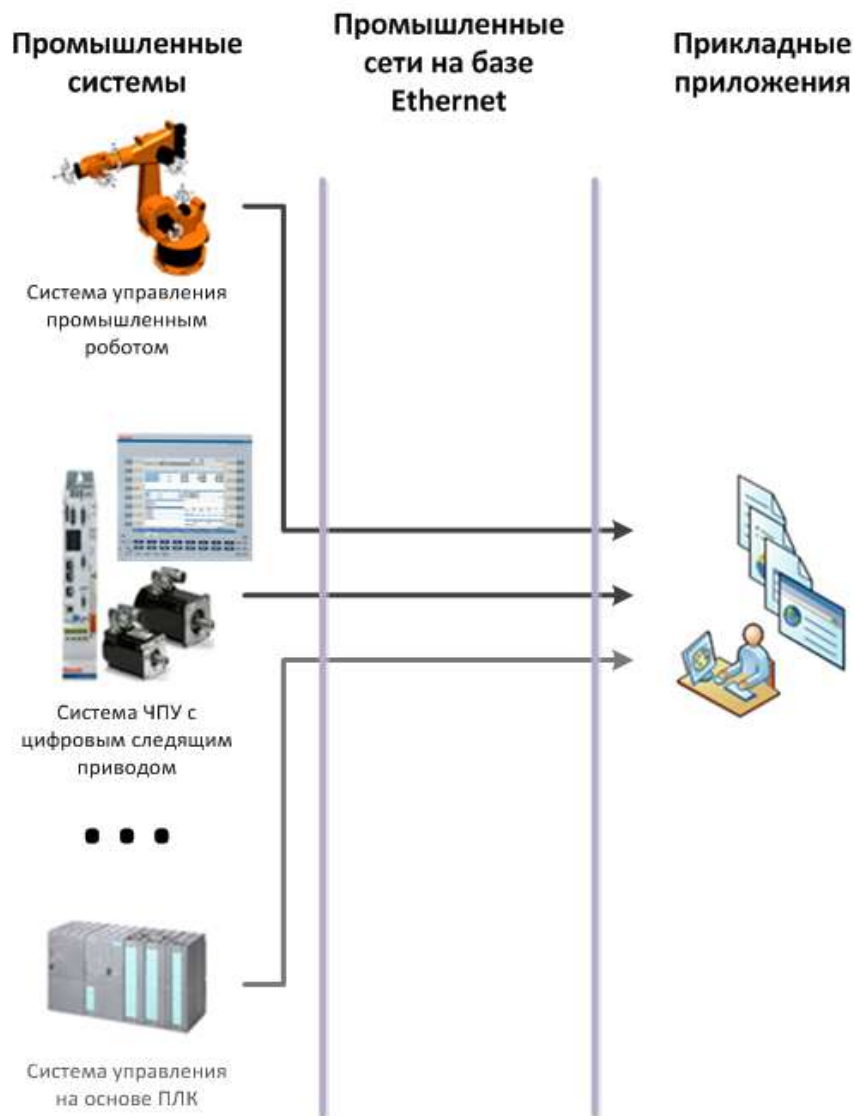 Промышленные
системы
Промышленные
сети на базе
Ethernet
Прикладные
приложения
Система управления
промышленным
роботом
Система ЧПУ с
цифровым следящим
приводом
Система управления
на основе ПЛК